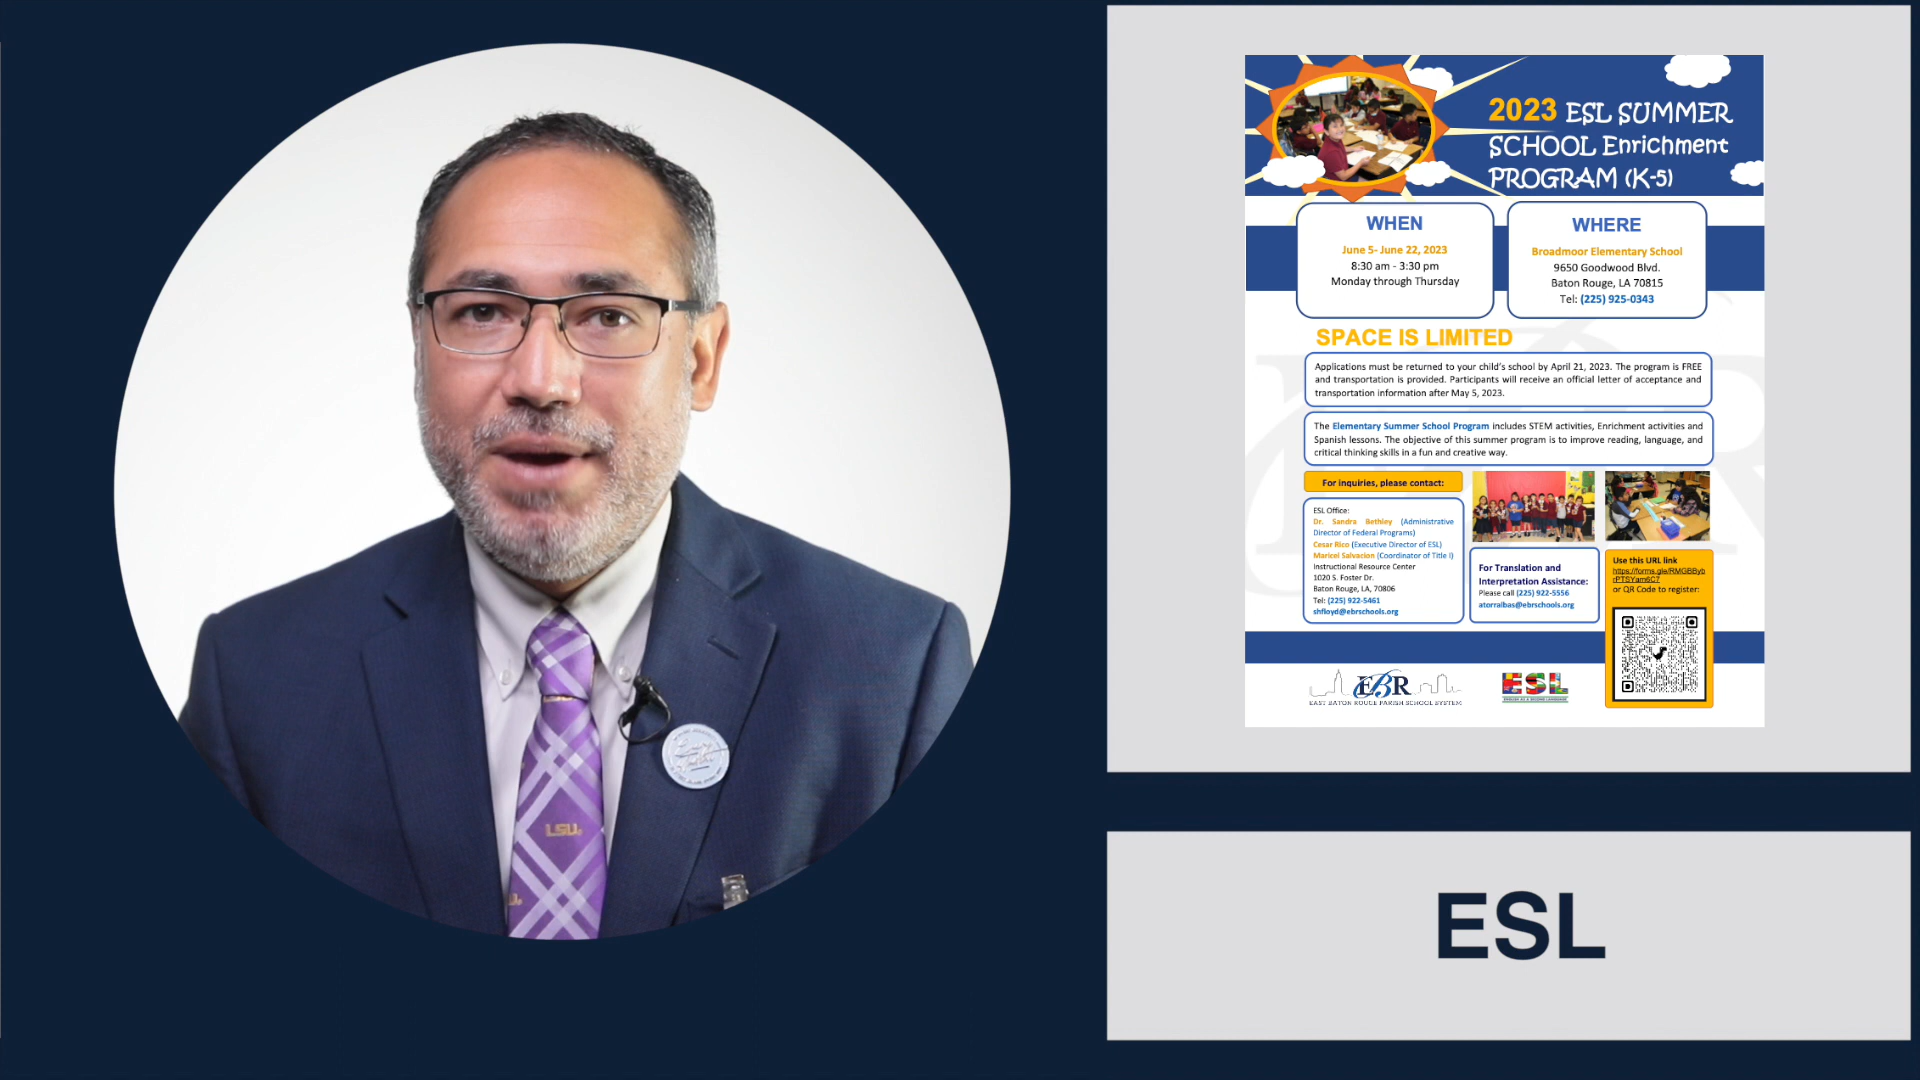 LSU
2023 ESL SUMMER
SCHOOL Enrichment
PROGRAM (K-5)
WHEN
June 5- June 22, 2023
8:30 am - 3:30 pm
Monday through Thursday
WHERE
Broadmoor Elementary School
9650 Goodwood Blvd.
Baton Rouge, LA 70815
Tel: (225) 925-0343
SPACE IS LIMITED
Applications must be returned to your child's school by April 21, 2023. The program is FREE
and transportation is provided. Participants will receive an official letter of acceptance and
transportation information after May 5, 2023.
The Elementary Summer School Program includes STEM activities, Enrichment activities and
Spanish lessons. The objective of this summer program is to improve reading, language, and
critical thinking skills in a fun and creative way.
For inquiries, please contact:
ESL Office:
Dr. Sandra Bethley (Administrative
Director of Federal Programs)
Cesar Rico (Executive Director of ESL)
Maricel Salvacion (Coordinator of Title I)
Instructional Resource Center
1020 S. Foster Dr.
Baton Rouge, LA, 70806
Tel: (225) 922-5461
shfloyd@ebrschools.org
For Translation and
Interpretation Assistance:
Please call (225) 922-5556
atorralbas@ebrschools.org
Use this URL link
https://forms.gle/RMGBByb
rPTSYam6C7
or QR Code to register:
EBR
EAST BATON ROUGE PARISH SCHOOL SYSTEM
ESL
ENGLISH AS A SECOND LANGUAGE
ESL